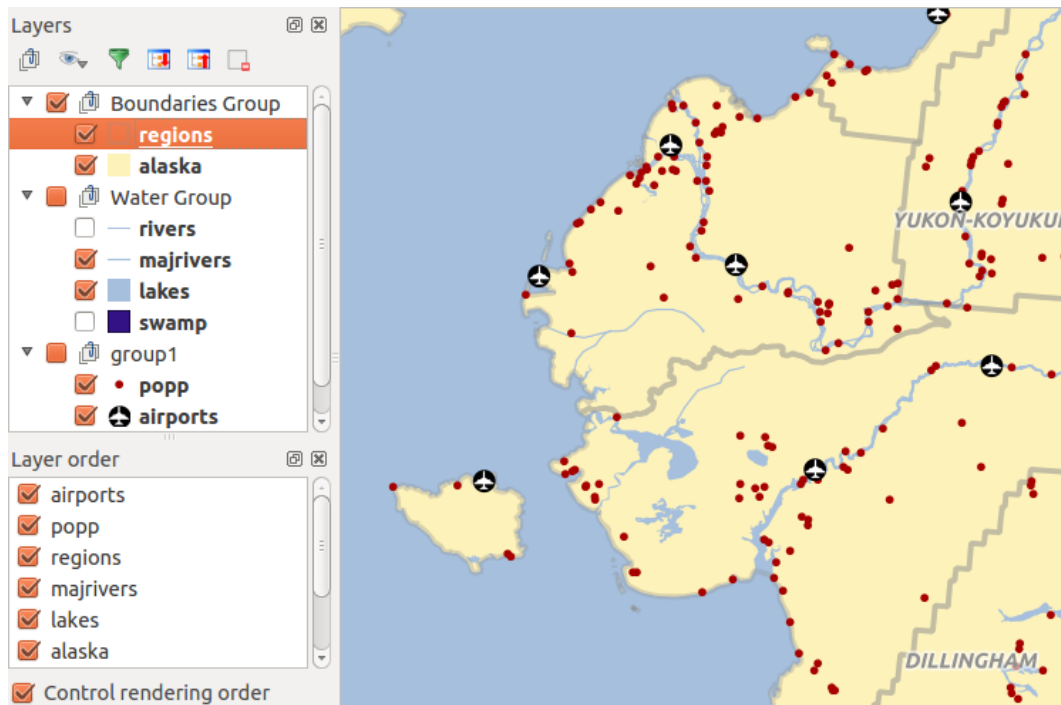 Layers
Boundaries Group
regions
alaska
Water Group
rivers
majrivers
lakes
swamp
group1
popp
airports
Layer order
airports
popp
regions
majrivers
lakes
alaska
Control rendering order
YUKON-KOYUKU
DILLINGHAM